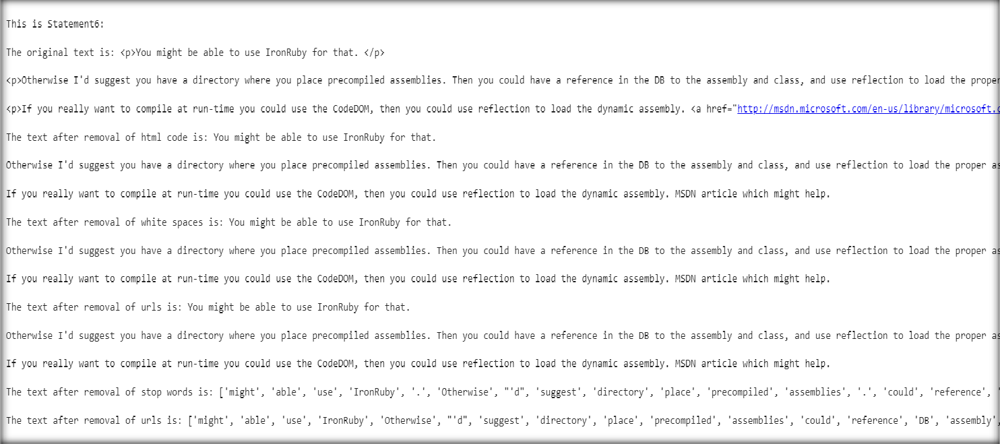 This is Statement6:
The original text is: <p>You might be able to use IronRuby for that. </p>
<p>Otherwise I'd suggest you have a directory where you place precompiled assemblies. Then you could have a reference in the DB to the assembly and class, and use reflection to load the proper
<p>If you really want to compile at run-time you could use the CodeDOM, then you could use reflection to load the dynamic assembly. <a href="http://msdn.microsoft.com/en-us/library/microsoft.c
The text after removal of html code is: You might be able to use IronRuby for that.
Otherwise I'd suggest you have a directory where you place precompiled assemblies. Then you could have a reference in the DB to the assembly and class, and use reflection to load the proper as
If you really want to compile at run-time you could use the CodeDOM, then you could use reflection to load the dynamic assembly. MSDN article which might help.
The text after removal of white spaces is: You might be able to use IronRuby for that.
Otherwise I'd suggest you have a directory where you place precompiled assemblies. Then you could have a reference in the DB to the assembly and class, and use reflection to load the proper as
If you really want to compile at run-time you could use the CodeDOM, then you could use reflection to load the dynamic assembly. MSDN article which might help.
The text after removal of urls is: You might be able to use IronRuby for that.
Otherwise I'd suggest you have a directory where you place precompiled assemblies. Then you could have a reference in the DB to the assembly and class, and use reflection to load the proper as
If you really want to compile at run-time you could use the CodeDOM, then you could use reflection to load the dynamic assembly. MSDN article which might help.
The text after removal of stop words is: ['might', 'able', 'use', 'IronRuby', '.', 'Otherwise', "'d", 'suggest', 'directory', 'place', 'precompiled', 'assemblies', '.', 'could', 'reference', '
The text after removal of urls is: ['might', 'able', 'use', 'IronRuby', 'Otherwise', "'d", 'suggest', 'directory', 'place', 'precompiled', 'assemblies', 'could', 'reference', 'DB', 'assembly',